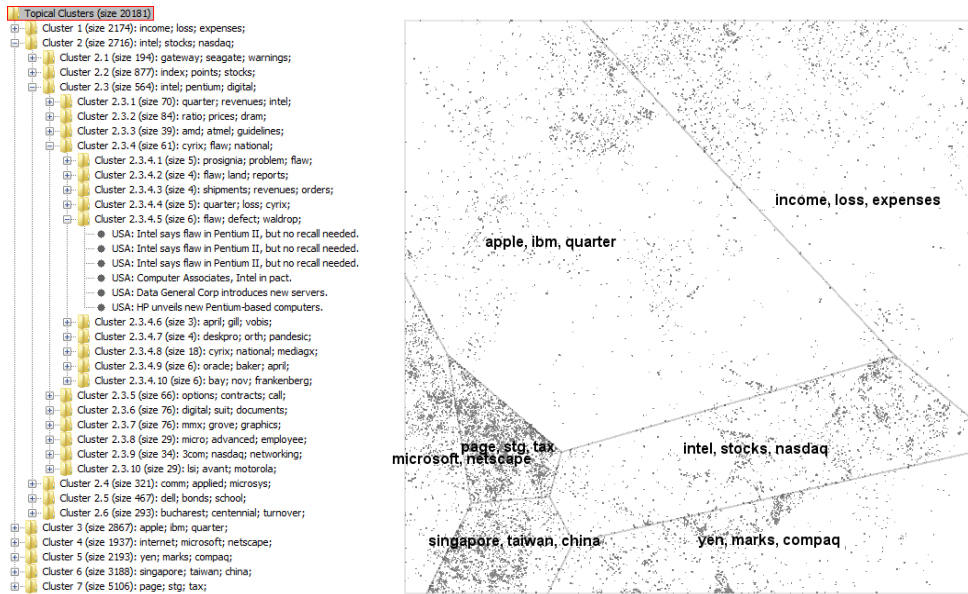 Topical Clusters (size 20181)
Cluster 1 (size 2174): income; loss; expenses;
Cluster 2 (size 2716): intel; stocks; nasdaq;
Cluster 2.1 (size 194): gateway; seagate; warnings;
Cluster 2.2 (size 877): index; points; stocks;
Cluster 2.3 (size 564): intel; pentium; digital;
Cluster 2.3.1 (size 70): quarter; revenues; intel;
Cluster 2.3.2 (size 84): ratio; prices; dram;
Cluster 2.3.3 (size 39): amd; atmel; guidelines;
Cluster 2.3.4 (size 61): cyrix; flaw; national;
Cluster 2.3.4.1 (size 5): prosignia; problem; flaw;
Cluster 2.3.4.2 (size 4): flaw; land; reports;
Cluster 2.3.4.3 (size 4): shipments; revenues; orders;
Cluster 2.3.4.4 (size 5): quarter; loss; cyrix;
Cluster 2.3.4.5 (size 6): flaw; defect; waldrop;
USA: Intel says flaw in Pentium II, but no recall needed.
USA: Intel says flaw in Pentium II, but no recall needed.
USA: Intel says flaw in Pentium II, but no recall needed.
USA: Computer Associates, Intel in pact.
USA: Data General Corp introduces new servers.
USA: HP unveils new Pentium-based computers.
Cluster 2.3.4.6 (size 3): april; gill; vobis;
Cluster 2.3.4.7 (size 4): deskpro; orth; pandesic;
Cluster 2.3.4.8 (size 18): cyrix; national; mediagx;
Cluster 2.3.4.9 (size 6): oracle; baker; april;
Cluster 2.3.4.10 (size 6): bay; nov; frankenberg;
Cluster 2.3.5 (size 66): options; contracts; call;
Cluster 2.3.6 (size 76): digital; suit; documents;
Cluster 2.3.7 (size 76): mmx; grove; graphics;
Cluster 2.3.8 (size 29): micro; advanced; employee;
Cluster 2.3.9 (size 34): 3com; nasdaq; networking;
Cluster 2.3.10 (size 29): lsi; avant; motorola;
Cluster 2.4 (size 321): comm; applied; microsys;
Cluster 2.5 (size 467): dell; bonds; school;
Cluster 2.6 (size 293): bucharest; centennial; turnover;
Cluster 3 (size 2867): apple; ibm; quarter;
Cluster 4 (size 1937): internet; microsoft; netscape;
Cluster 5 (size 2193): yen; marks; compaq;
Cluster 6 (size 3188): singapore; taiwan; china;
Cluster 7 (size 5106): page; stg; tax;
income, loss, expenses
apple, ibm, quarter
page, stg, tax
intel, stocks, nasdaq
microsoft, netscape
singapore, taiwan, china
yen, marks, compaq